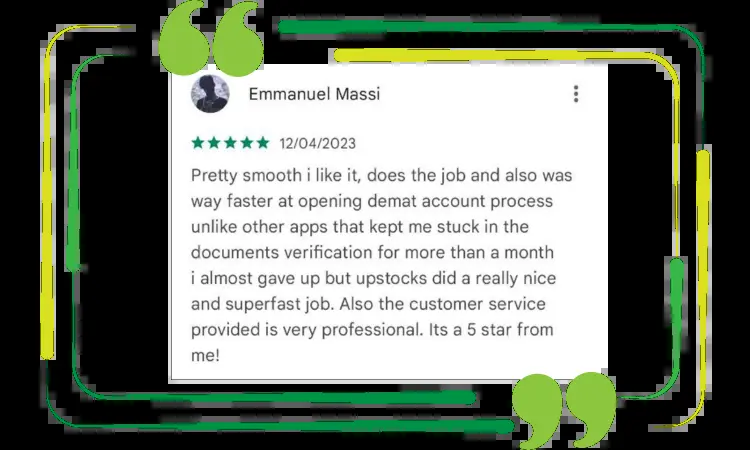 Emmanuel Massi
12/04/2023
Pretty smooth i like it, does the job and also was
way faster at opening demat account process
unlike other apps that kept me stuck in the
documents verification for more than a month
i almost gave up but upstocks did a really nice
and superfast job. Also the customer service
provided is very professional. Its a 5 star from
me!